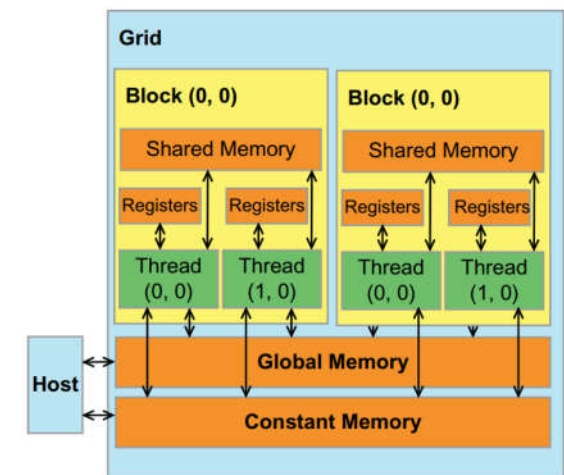 Grid
Block (0, 0)
Block (0, 0)
Shared Memory
Shared Memory
Registers
Registers
Registers
Registers
Thread
(0, 0)
Thread
(1, 0)
Thread
(0, 0)
Thread
(1, 0)
Host
Global Memory
Constant Memory